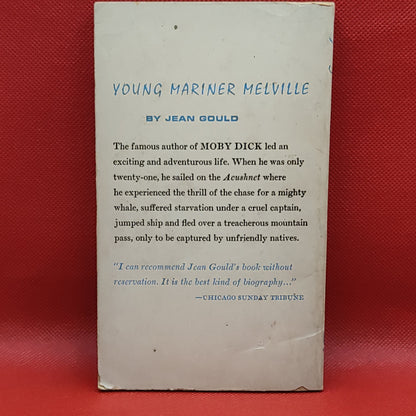 YOUNG MARINER MELVILLE
BY JEAN GOULD
The famous author of MOBY DICK led an
exciting and adventurous life. When he was only
twenty-one, he sailed on the Acushnet where
he experienced the thrill of the chase for a mighty
whale, suffered starvation under a cruel captain,
jumped ship and fled over a treacherous mountain
pass, only to be captured by unfriendly natives.
"I can recommend Jean Gould's book without
reservation. It is the best kind of biography..."
—CHICAGO SUNDAY TRIBUNE